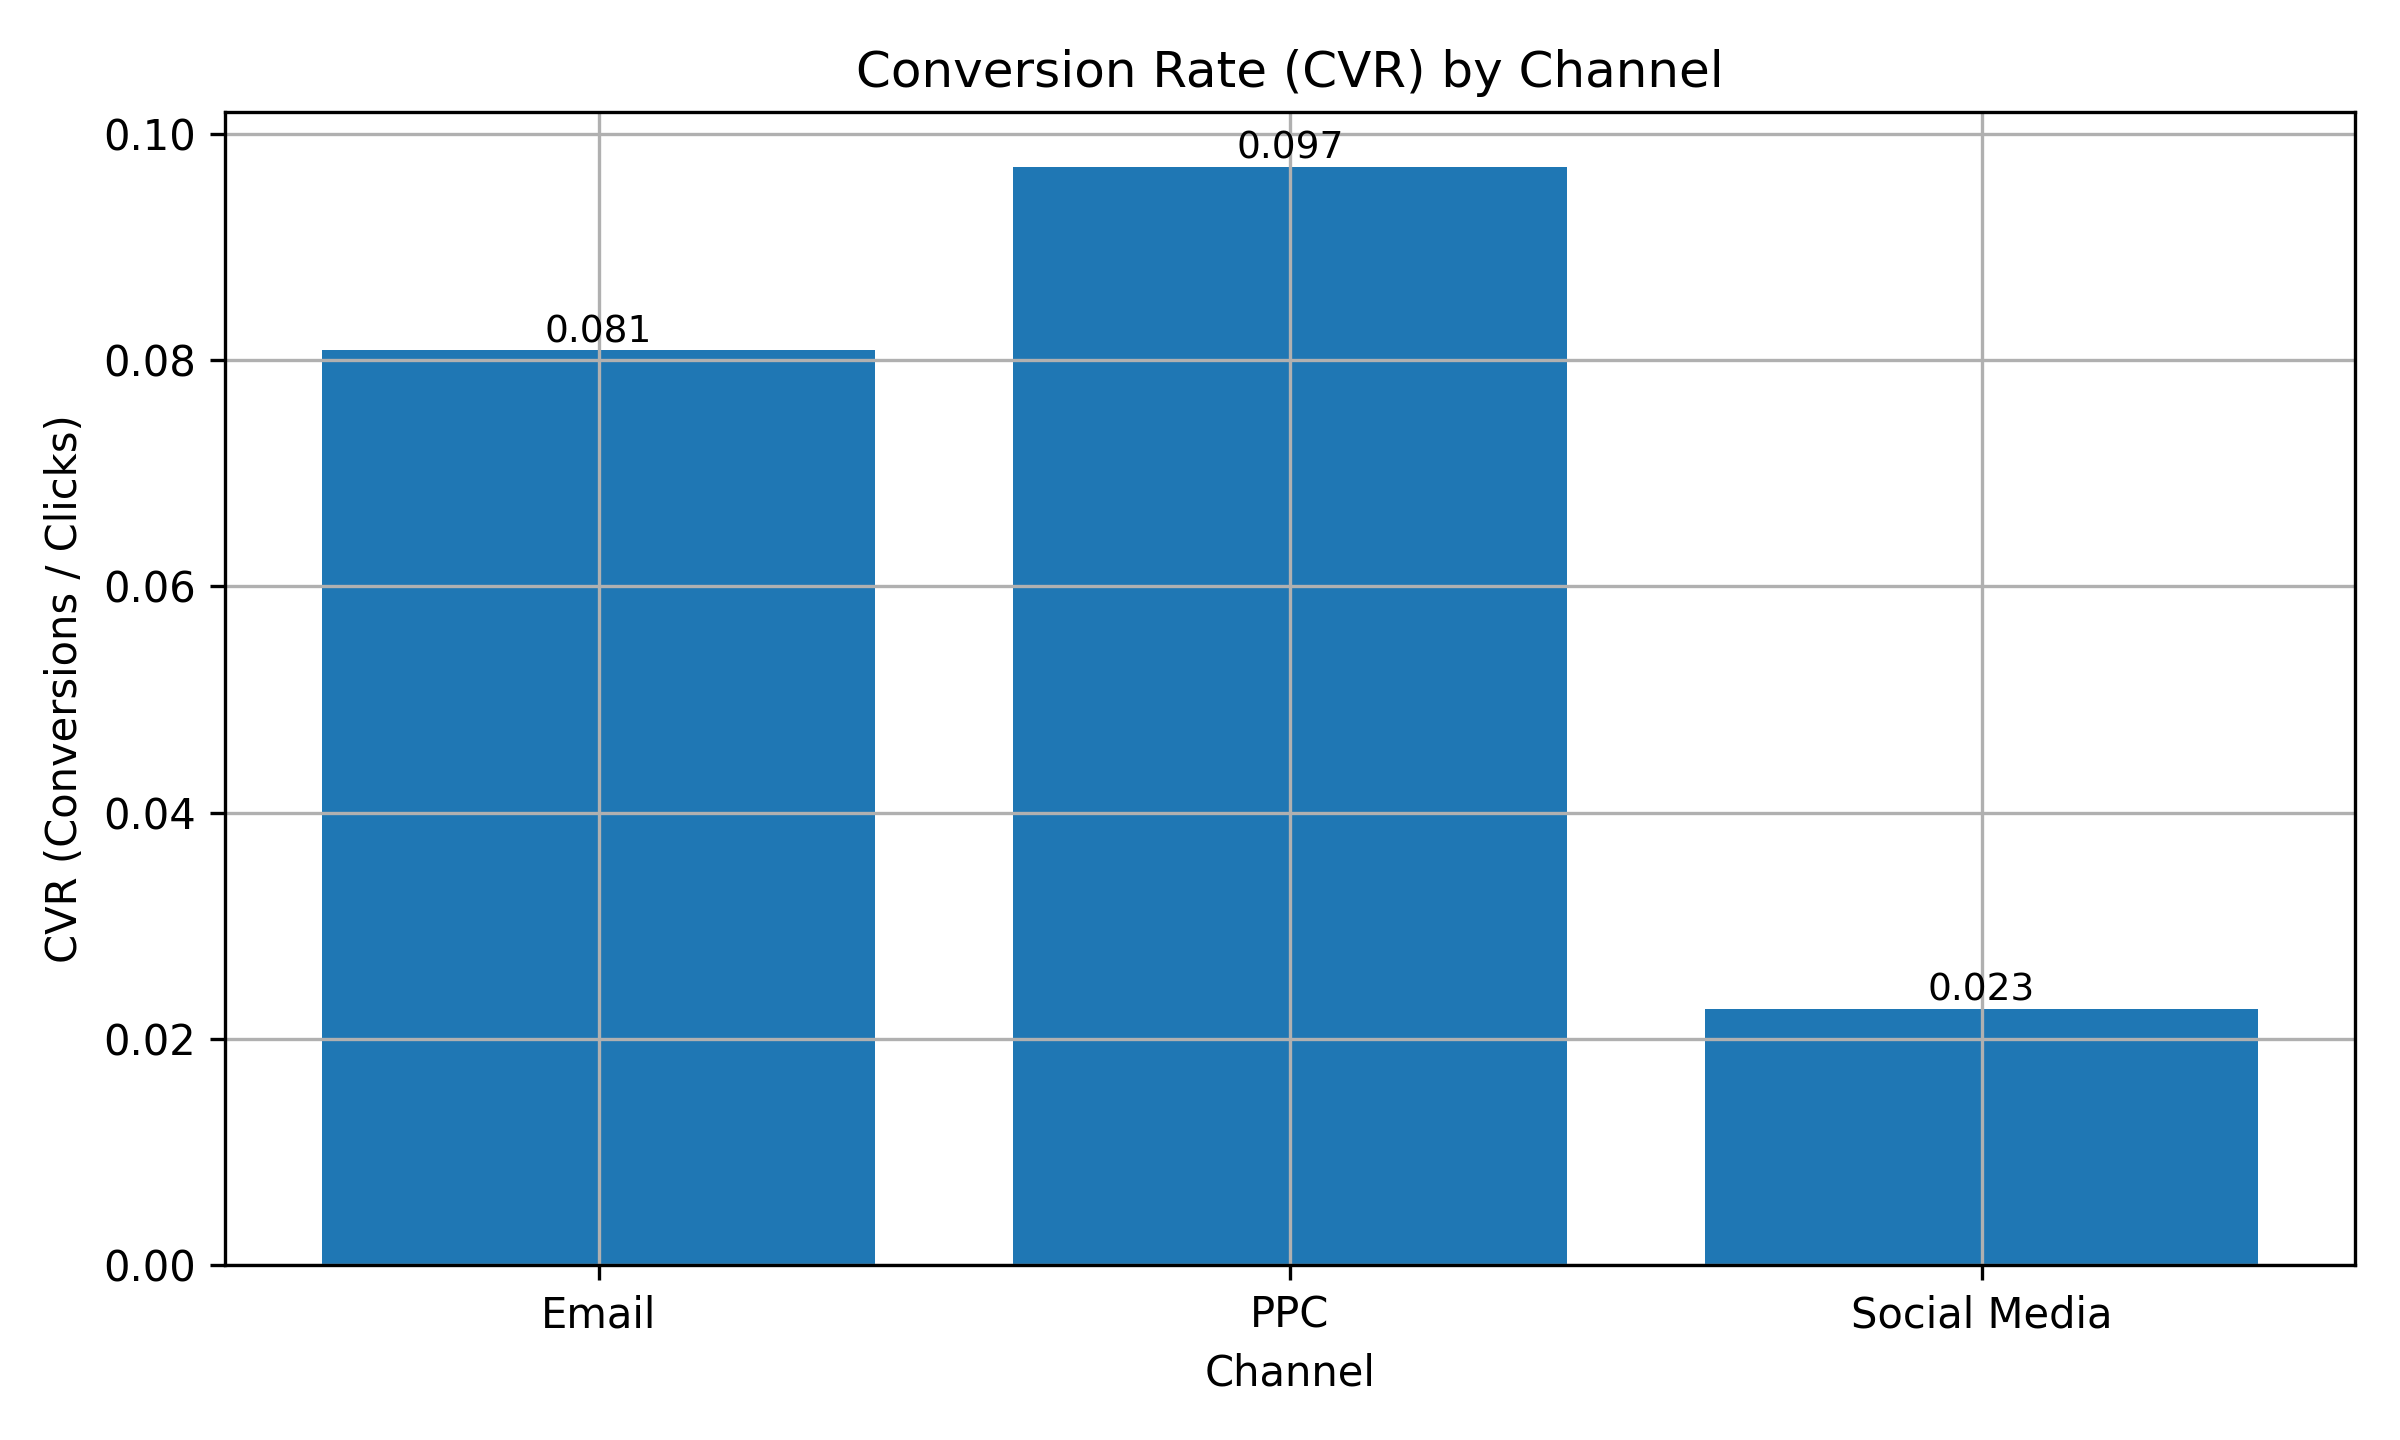 Conversion Rate (CVR) by Channel
CVR (Conversions / Clicks)
0.10
0.08
0.06
0.04
0.02
0.00
0.081
0.097
0.023
Email
PPC
Social Media
Channel